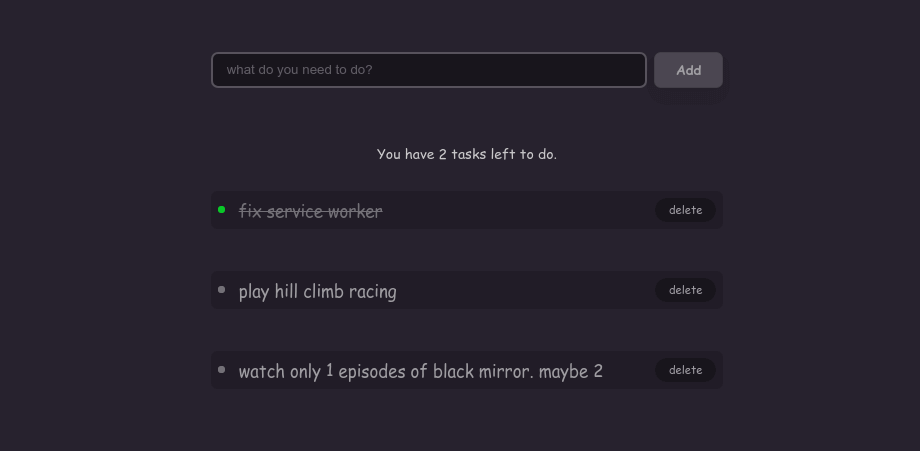 what do you need to do?
Add
You have 2 tasks left to do.
fix service worker
delete
play hill climb racing
delete
watch only 1 episodes of black mirror. maybe 2
delete